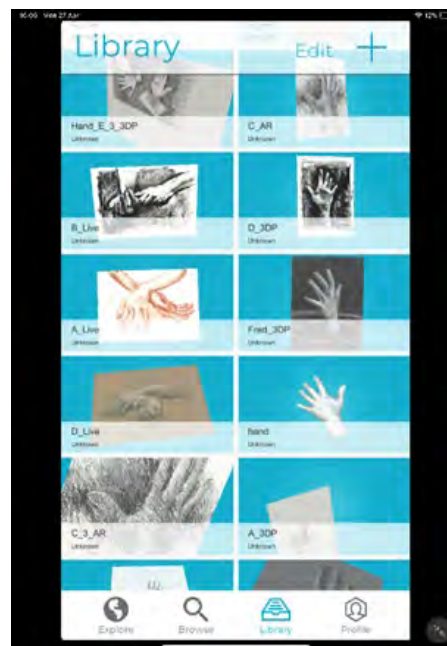 Library
Edit
Hand_E_3_3DP
Unknown
C_AR
Unknown
B_Live
Unknown
D_3DP
Unknown
A_Live
Unknown
Fred_3DP
Unknown
D_Live
Unknown
hand
Unknown
C_3_AR
Unknown
A_3DP
Unknown
Explore
Browse
Library
Profile